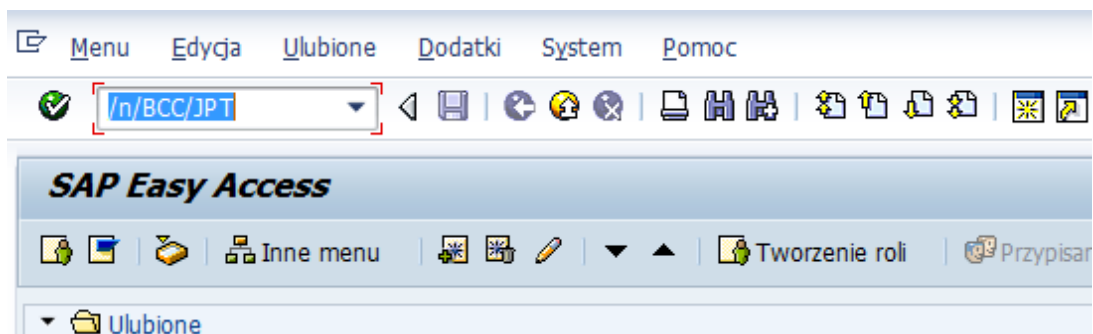 Menu Edycja Ulubione Dodatki System Pomoc
/n/BCC/JPT
SAP Easy Access
Inne menu Tworzenie roli Przypisan
Ulubione